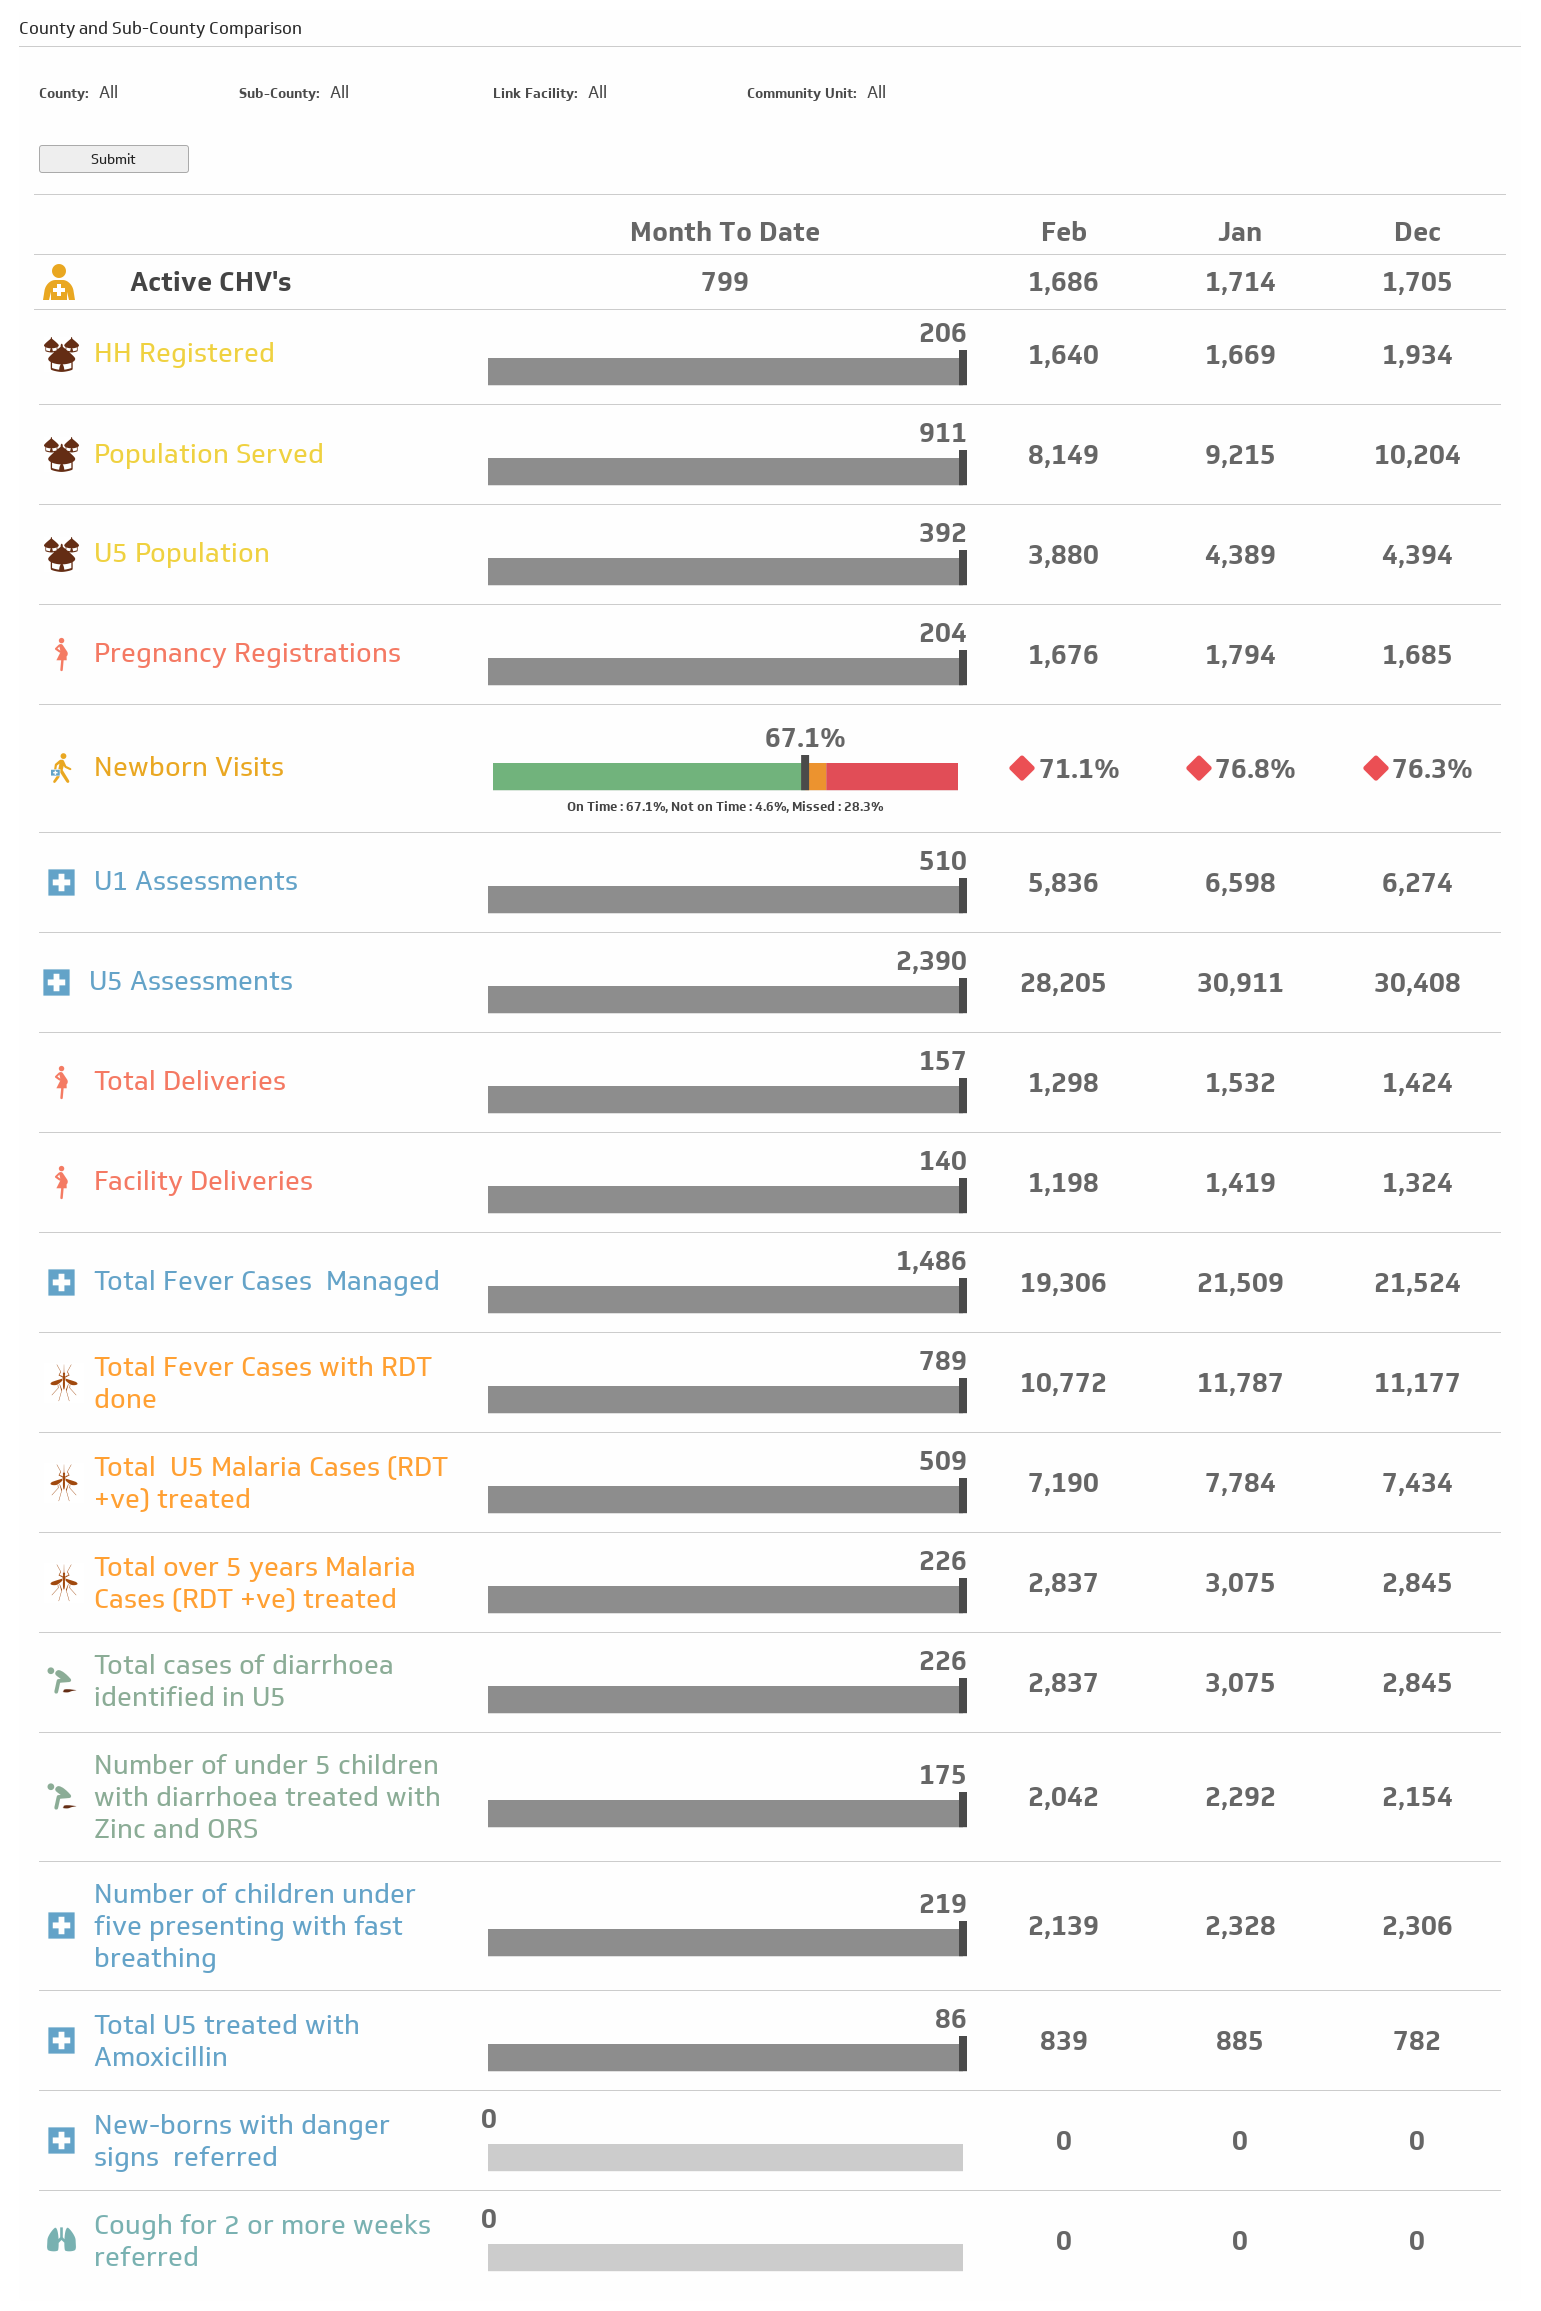 County and Sub-County Comparison
County: All Sub-County: All Link Facility: All Community Unit: All
Submit
Month To Date Feb Jan Dec
Active CHV's 799 1,686 1,714 1,705
206
HH Registered 1,640 1,669 1,934
911
Population Served 8,149 9,215 10,204
392
U5 Population 3,880 4,389 4,394
204
Pregnancy Registrations 1,676 1,794 1,685
67.1%
Newborn Visits 71.1% 76.8% 76.3%
On Time : 67.1%, Not on Time : 4.6%, Missed : 28.3%
510
U1 Assessments 5,836 6,598 6,274
2,390
U5 Assessments 28,205 30,911 30,408
157
Total Deliveries 1,298 1,532 1,424
140
Facility Deliveries 1,198 1,419 1,324
1,486
Total Fever Cases  Managed 19,306 21,509 21,524
789
Total Fever Cases with RDT
done 10,772 11,787 11,177
509
Total  U5 Malaria Cases (RDT
+ve) treated 7,190 7,784 7,434
226
Total over 5 years Malaria
Cases (RDT +ve) treated 2,837 3,075 2,845
226
Total cases of diarrhoea
identified in U5 2,837 3,075 2,845
175
Number of under 5 children
with diarrhoea treated with 2,042 2,292 2,154
Zinc and ORS
219
Number of children under
five presenting with fast 2,139 2,328 2,306
breathing
86
Total U5 treated with
Amoxicillin 839 885 782
0
New-borns with danger
signs  referred 0 0 0
0
Cough for 2 or more weeks
referred 0 0 0